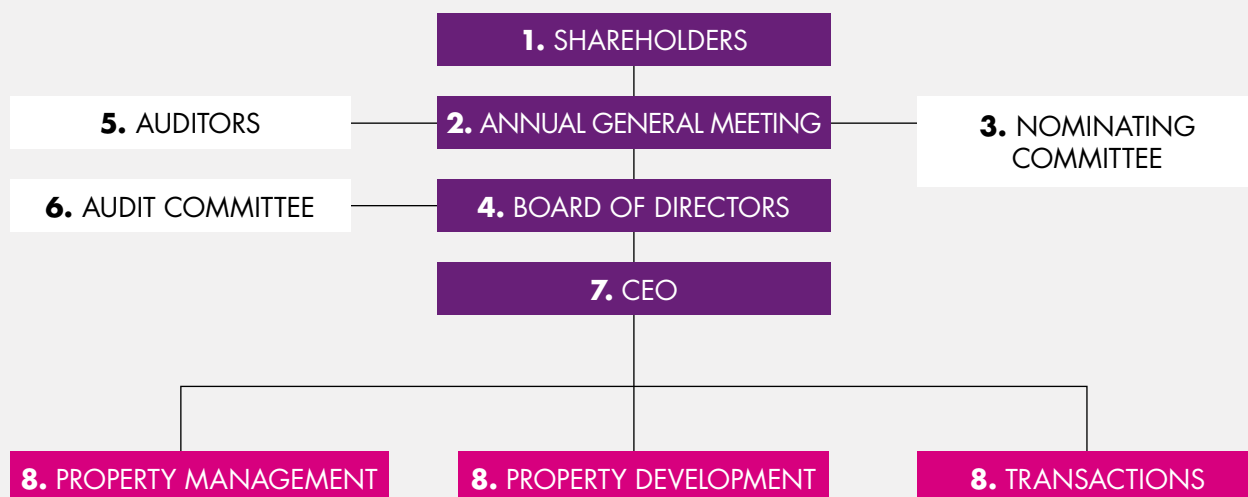 1. SHAREHOLDERS
5. AUDITORS
2. ANNUAL GENERAL MEETING
3. NOMINATING
COMMITTEE
6. AUDIT COMMITTEE
4. BOARD OF DIRECTORS
7. CEO
8. PROPERTY MANAGEMENT
8. PROPERTY DEVELOPMENT
8. TRANSACTIONS